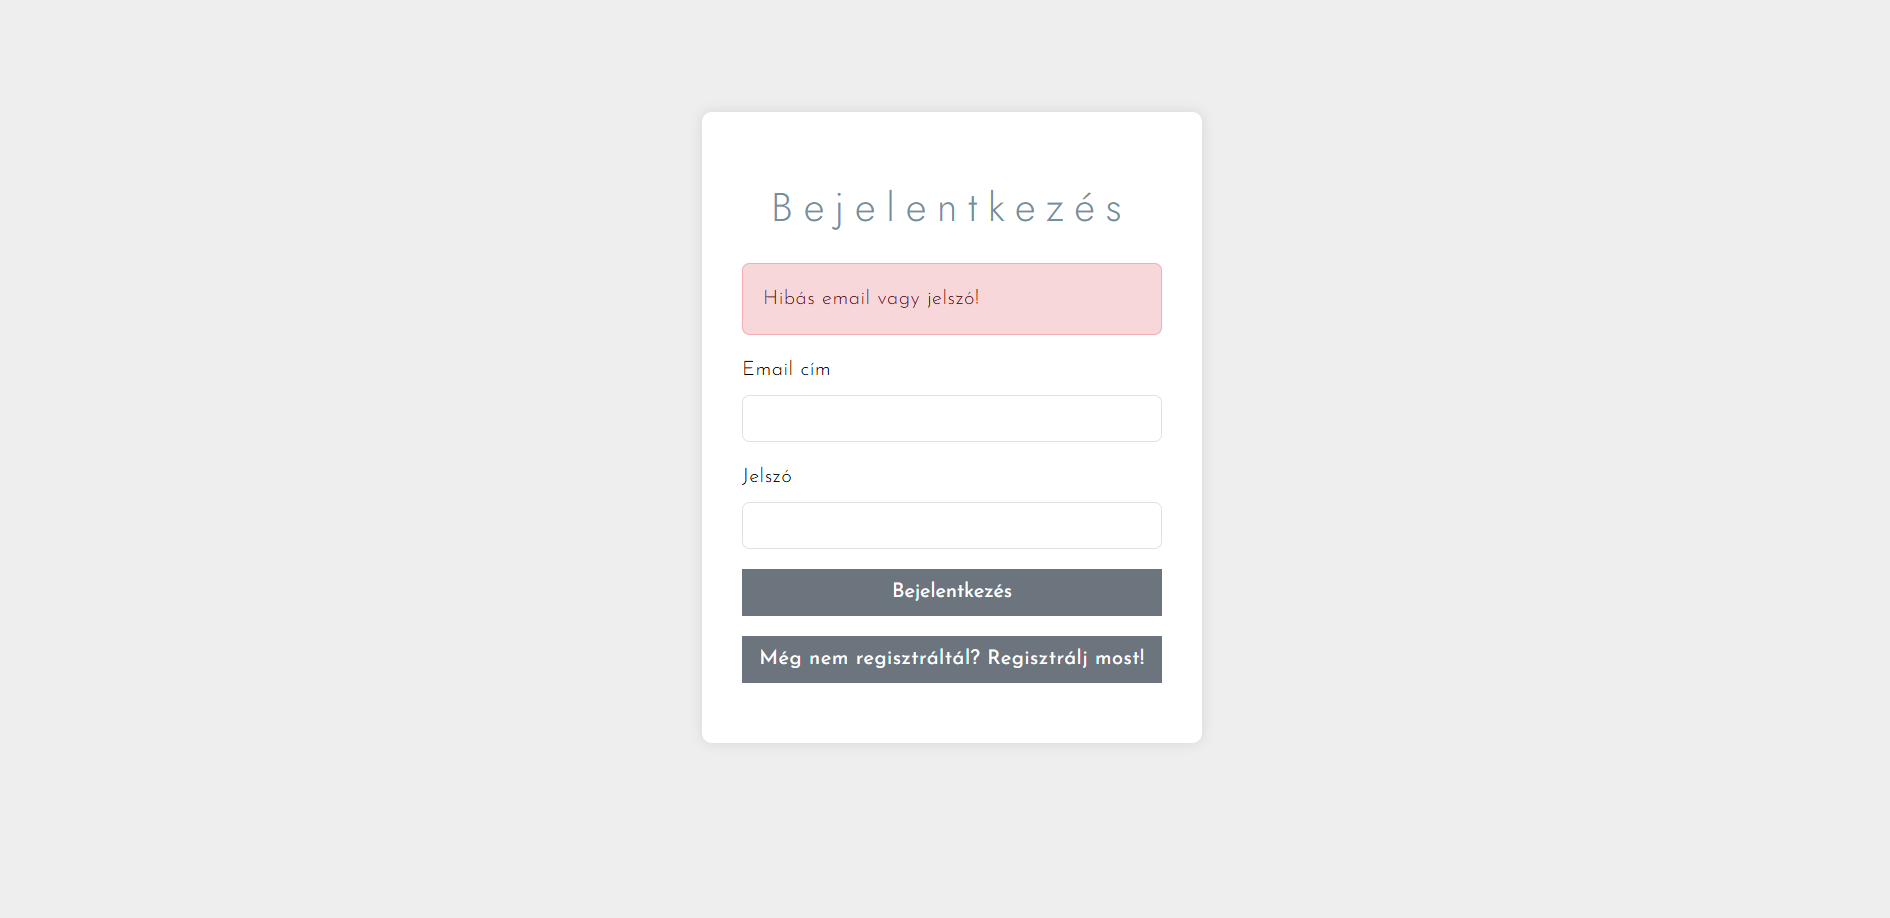 Bejelentkezés
Hibás email vagy jelszó!
Email cím
Jelszó
Bejelentkezés
Még nem regisztráltál? Regisztrálj most!